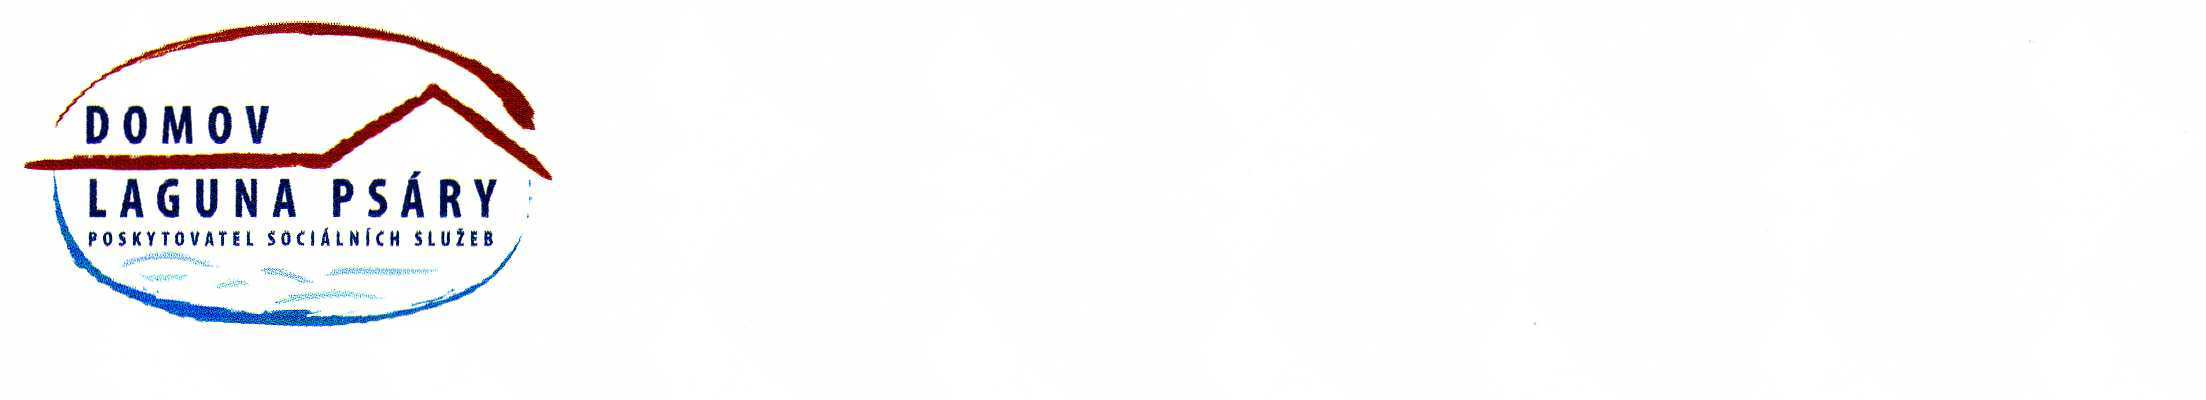 DOMOV
LAGUNA PSÁRY
POSKYTOVATEL SOCIÁLNÍCH SLUŽEB